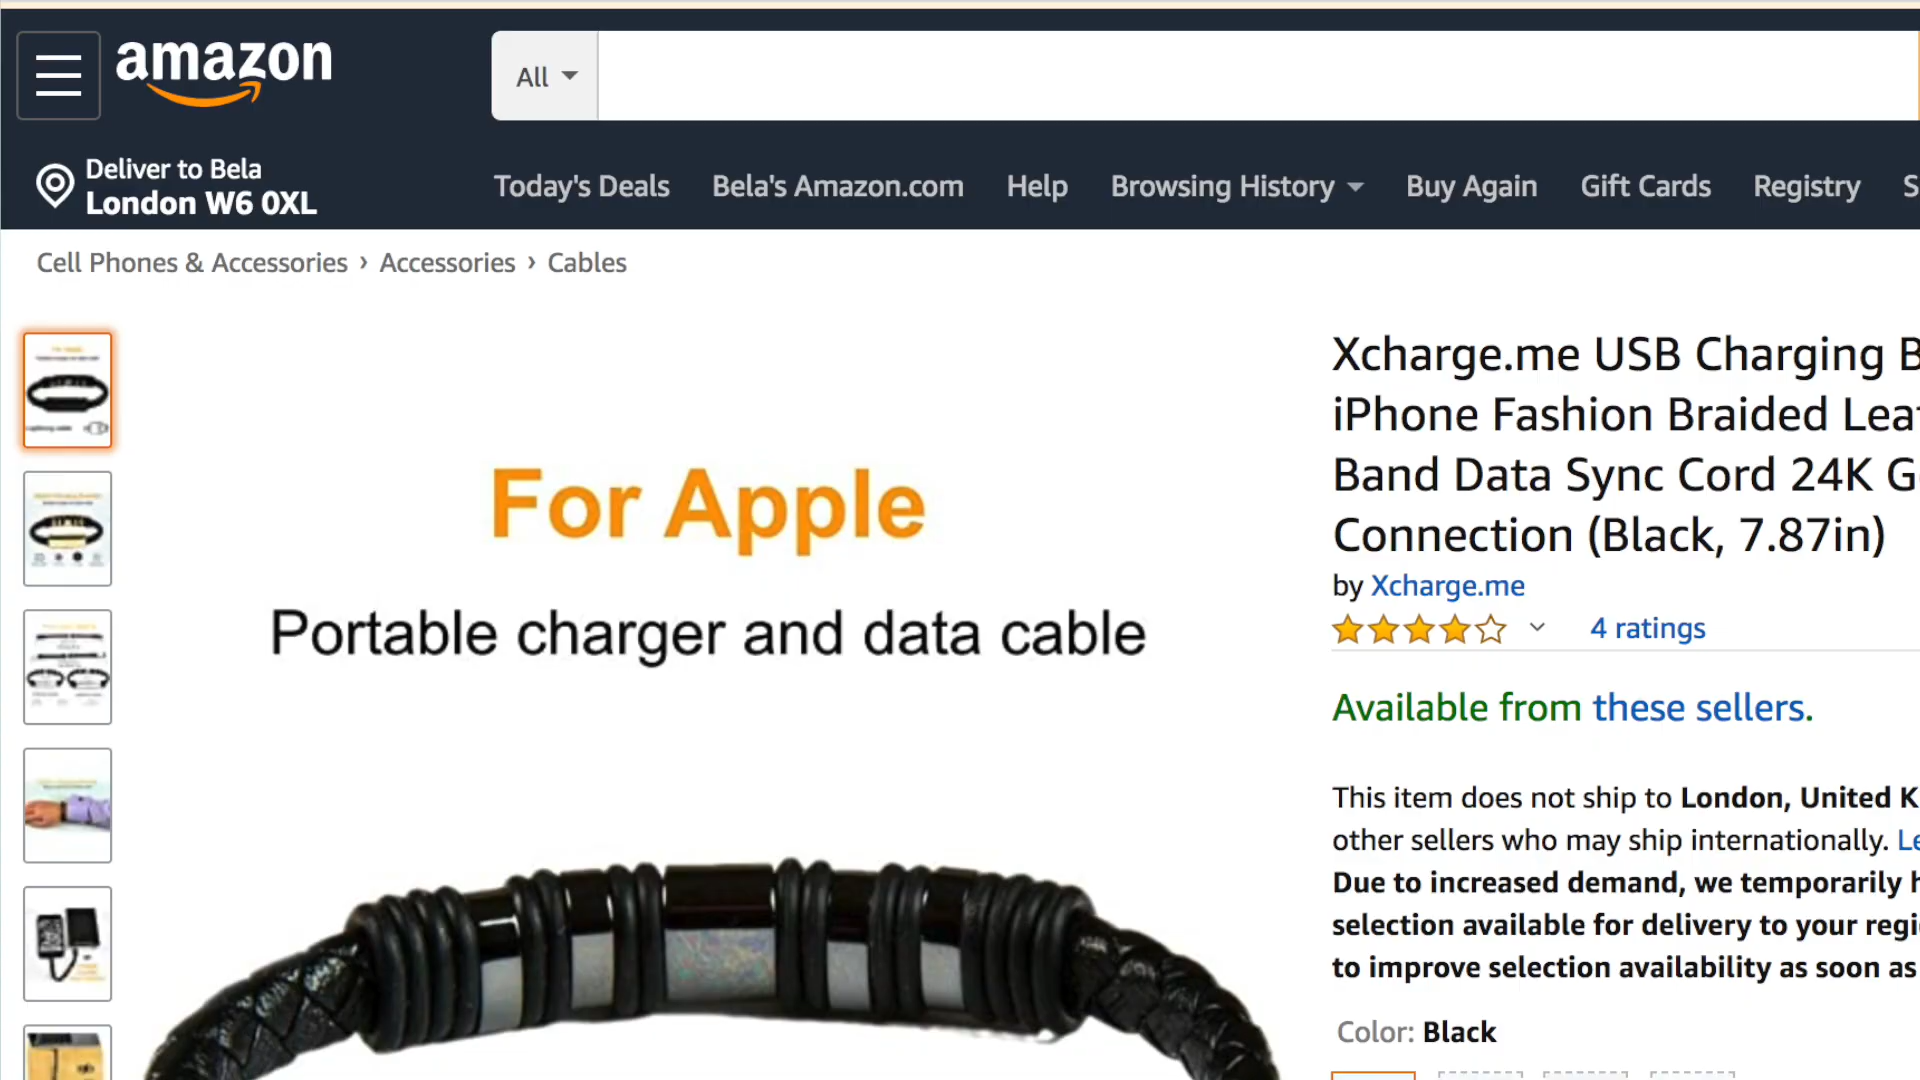 amazon
All
Deliver to Bela
London W6 0XL
Today's Deals
Bela's Amazon.com
Help
Browsing History
Buy Again
Gift Cards
Registry
S
Cell Phones & Accessories › Accessories › Cables
For Apple
Portable charger and data cable
Xcharge.me USB Charging B
iPhone Fashion Braided Lea
Band Data Sync Cord 24K G
Connection (Black, 7.87in)
by Xcharge.me
4 ratings
Available from these sellers.
This item does not ship to London, United K
other sellers who may ship internationally. Le
Due to increased demand, we temporarily h
selection available for delivery to your regi
to improve selection availability as soon as
Color: Black